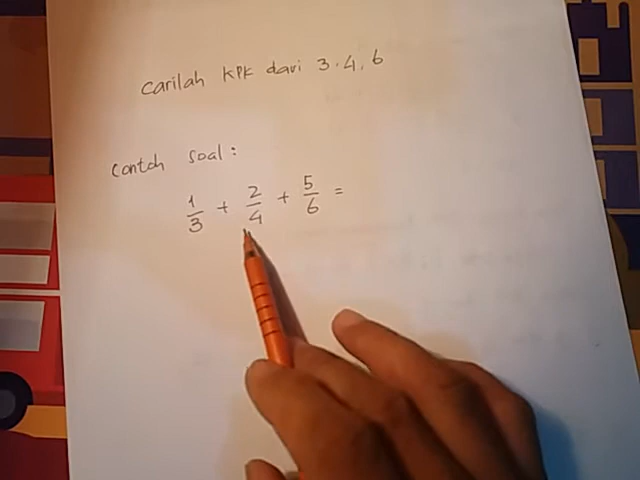 Carilah KPK dari 3.4,6
Contoh soal:
1/3 + 2/4 + 5/6 =